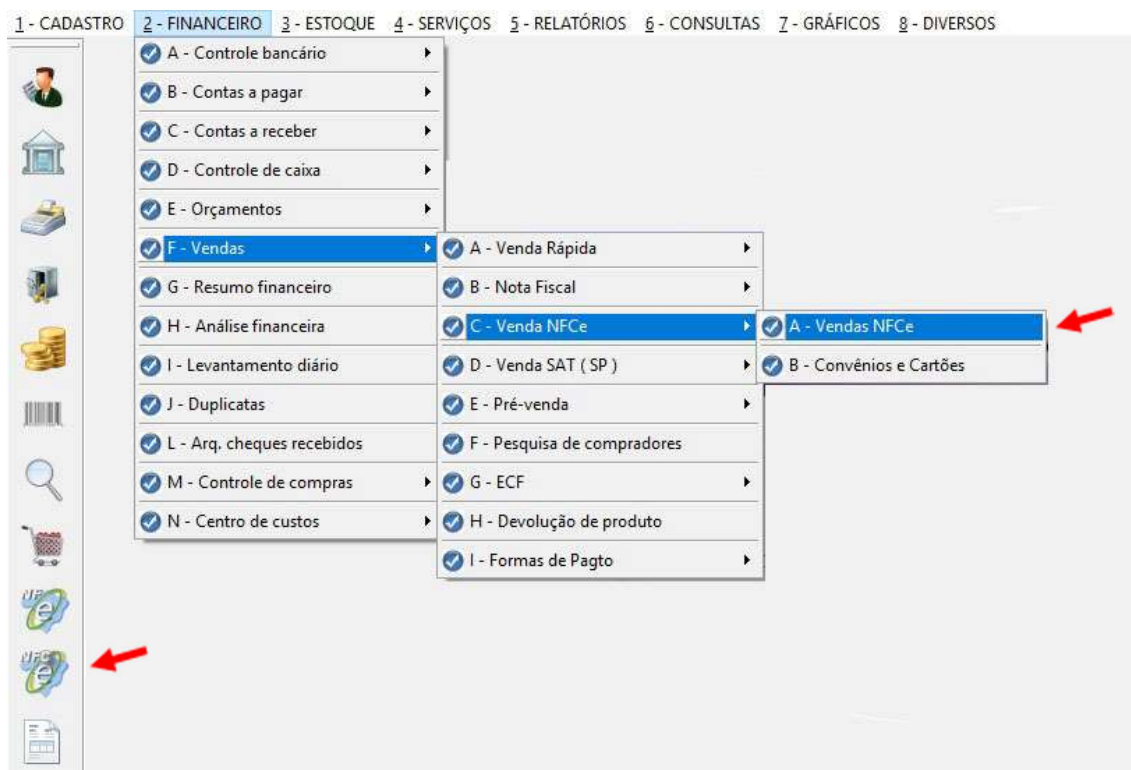 1 - CADASTRO 2 - FINANCEIRO 3 - ESTOQUE 4 - SERVIÇOS 5 - RELATÓRIOS 6 - CONSULTAS 7 - GRÁFICOS 8 - DIVERSOS
A - Controle bancário
B - Contas a pagar
C - Contas a receber
D - Controle de caixa
E - Orçamentos
F - Vendas
G - Resumo financeiro
H - Análise financeira
I - Levantamento diário
J - Duplicatas
L - Arq. cheques recebidos
M - Controle de compras
N - Centro de custos
A - Venda Rápida
B - Nota Fiscal
C - Venda NFCe
D - Venda SAT ( SP )
E - Pré-venda
F - Pesquisa de compradores
G - ECF
H - Devolução de produto
I - Formas de Pagto
A - Vendas NFCe
B - Convênios e Cartões
NF
e
NFC
e